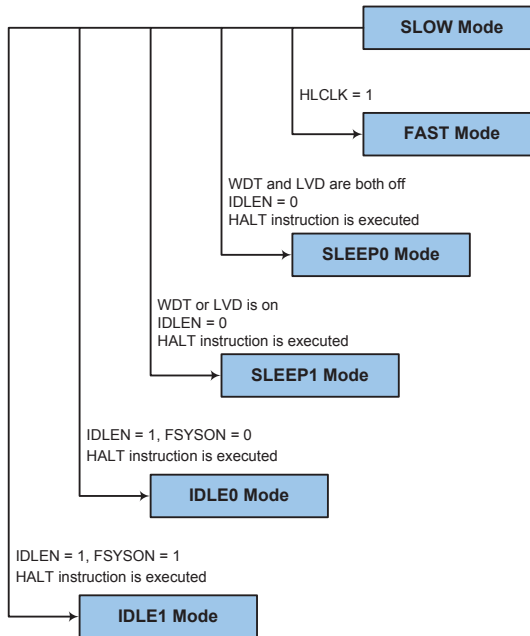 SLOW Mode
HLCLK = 1
FAST Mode
WDT and LVD are both off
IDLEN = 0
HALT instruction is executed
SLEEP0 Mode
WDT or LVD is on
IDLEN = 0
HALT instruction is executed
SLEEP1 Mode
IDLEN = 1, FSYSON = 0
HALT instruction is executed
IDLE0 Mode
IDLEN = 1, FSYSON = 1
HALT instruction is executed
IDLE1 Mode